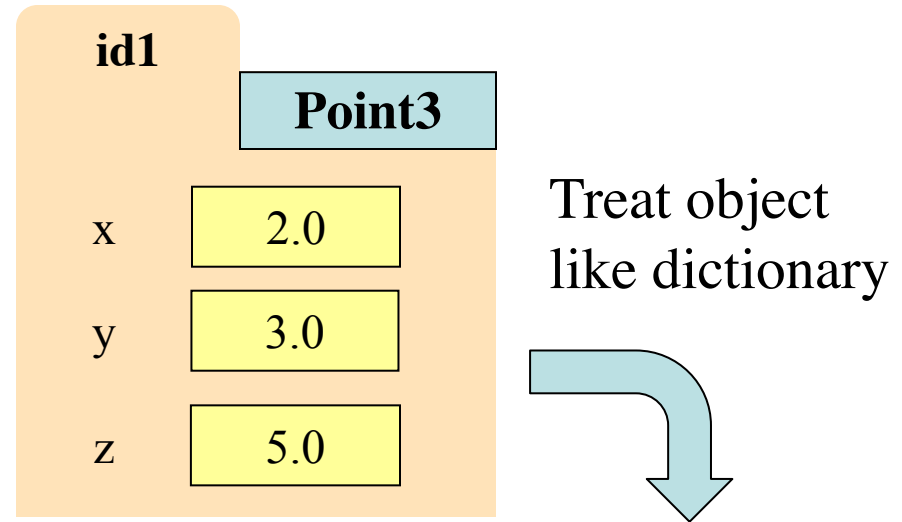 id1
Point3
x 2.0
y 3.0
z 5.0
Treat object
like dictionary